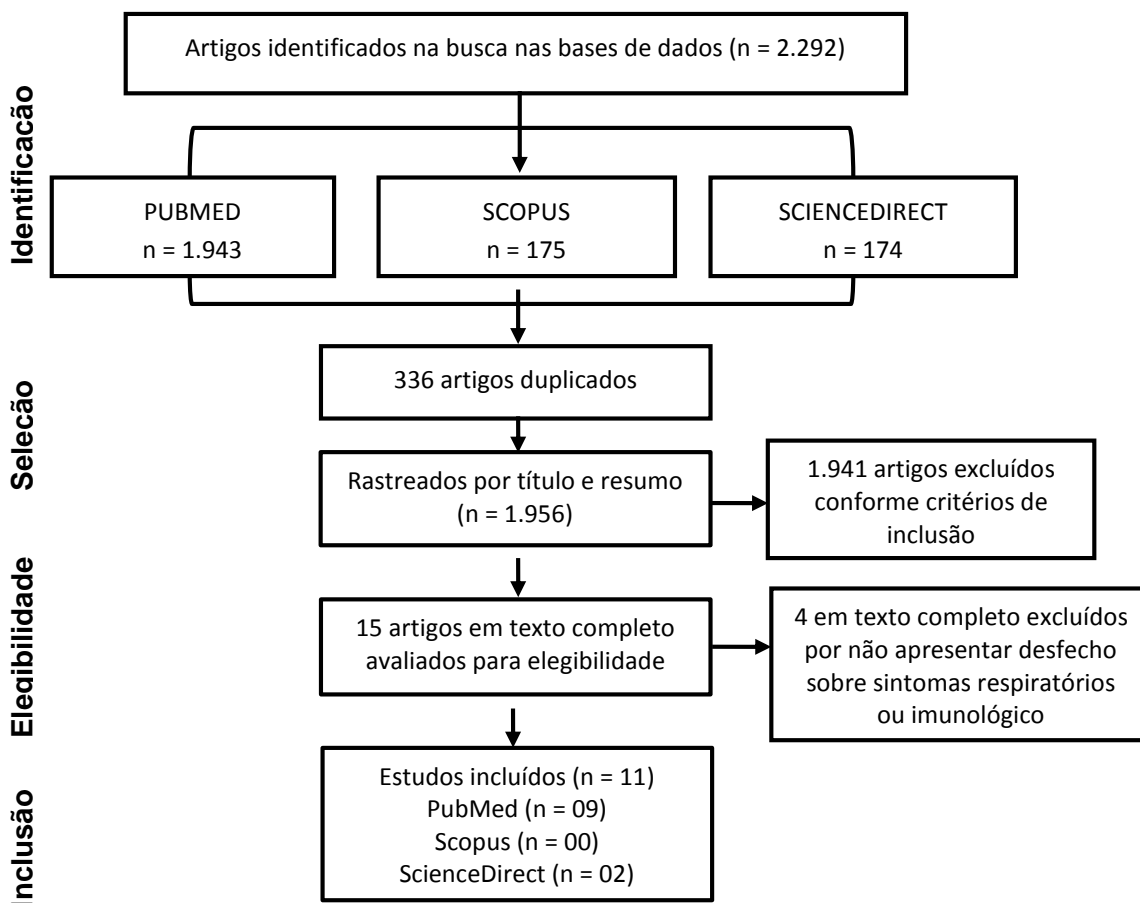 Artigos identificados na busca nas bases de dados (n = 2.292)
Identificação
PUBMED
n = 1.943
SCOPUS
n = 175
SCIENCEDIRECT
n = 174
Seleção
336 artigos duplicados
Rastreados por título e resumo
(n = 1.956)
1.941 artigos excluídos
conforme critérios de
inclusão
Elegibilidade
15 artigos em texto completo
avaliados para elegibilidade
4 em texto completo excluídos
por não apresentar desfecho
sobre sintomas respiratórios
ou imunológico
Inclusão
Estudos incluídos (n = 11)
PubMed (n = 09)
Scopus (n = 00)
ScienceDirect (n = 02)